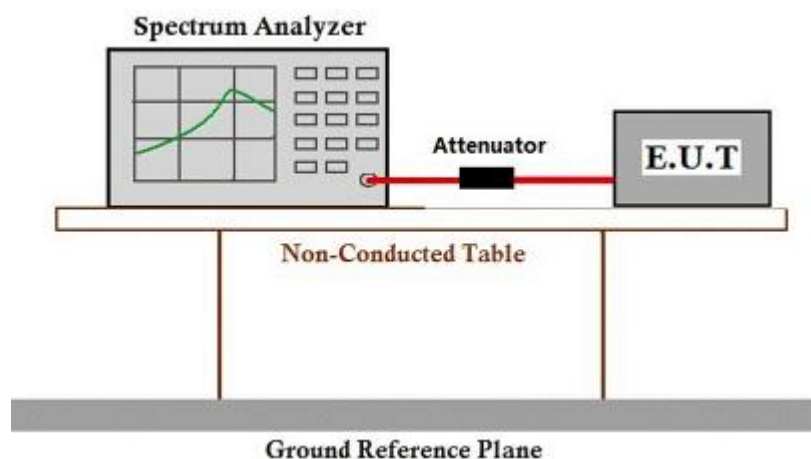 Spectrum Analyzer
Attenuator
E.U.T
Non-Conducted Table
Ground Reference Plane